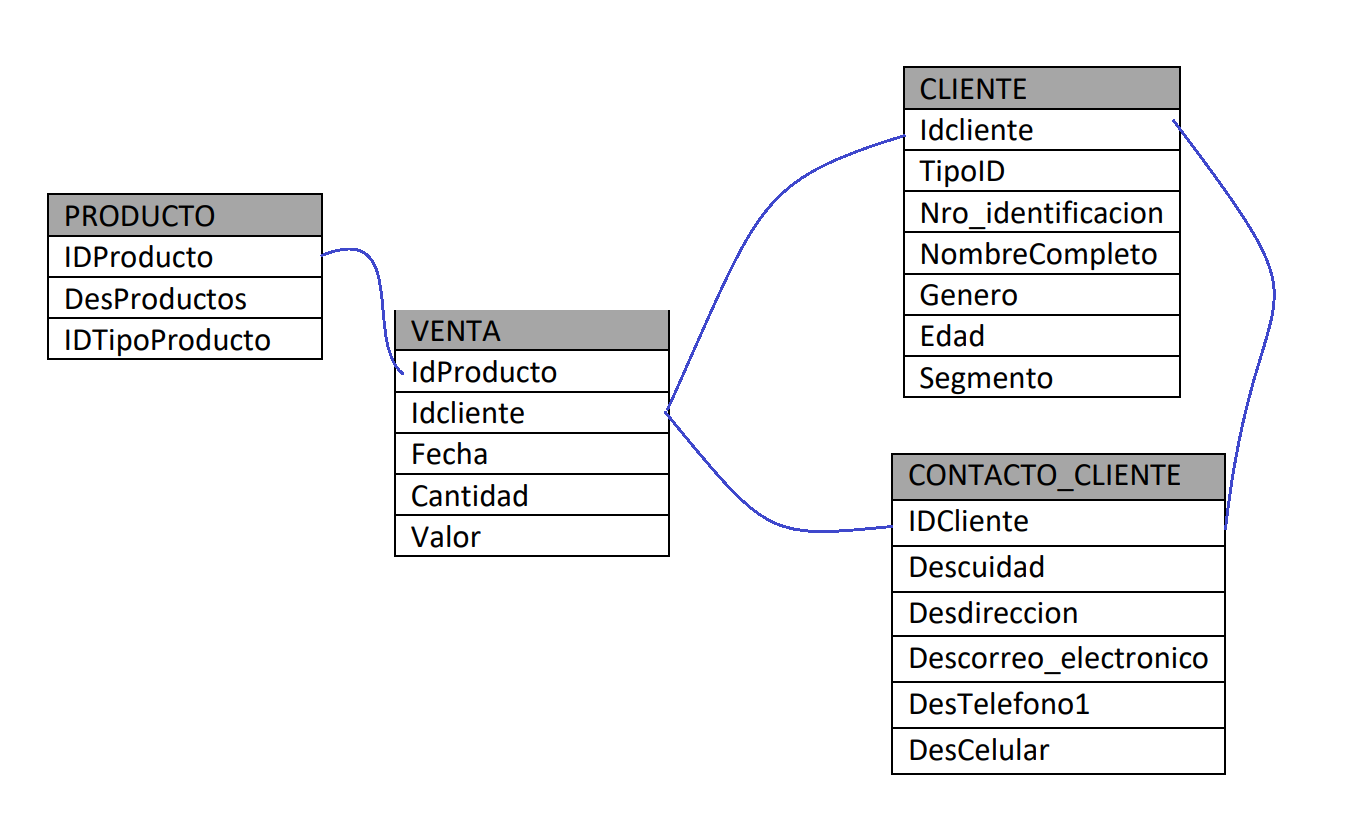 PRODUCTO
IDProducto
DesProductos
IDTipoProducto
VENTA
IdProducto
Idcliente
Fecha
Cantidad
Valor
CLIENTE
Idcliente
TipoID
Nro_identificacion
NombreCompleto
Genero
Edad
Segmento
CONTACTO_CLIENTE
IDCliente
Descuidad
Desdireccion
Descorreo_electronico
DesTelefono1
DesCelular